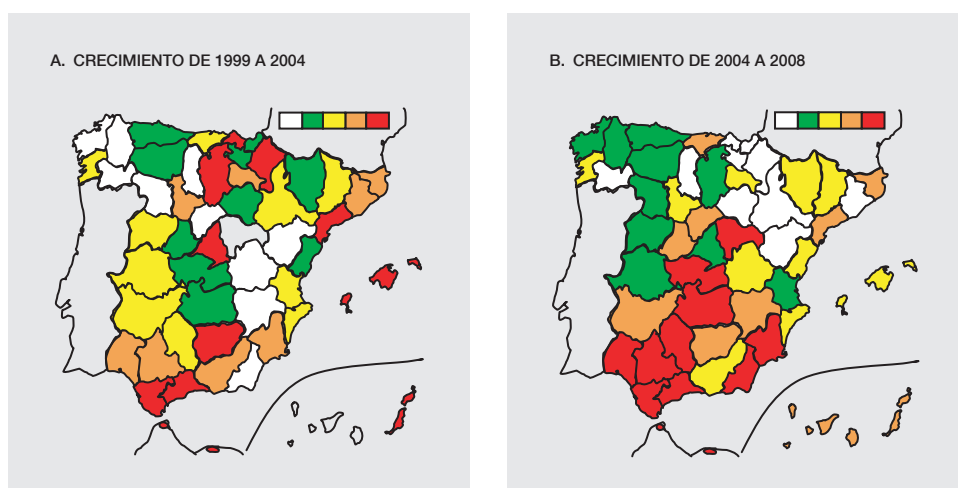 A. CRECIMIENTO DE 1999 A 2004
B. CRECIMIENTO DE 2004 A 2008